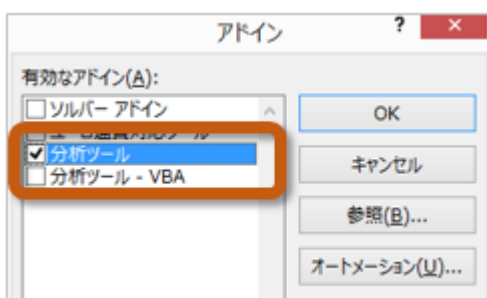 アドイン
?
有効なアドイン(A):
ソルバー アドイン
分析ツール
分析ツール - VBA
OK
キャンセル
参照(B)...
オートメーション(U)...